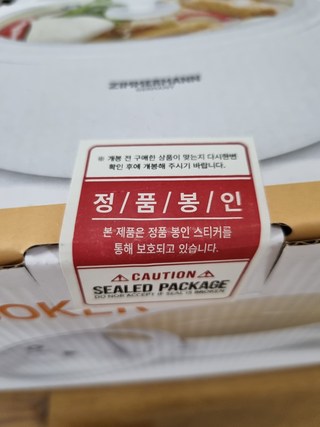 ZIMMERMANN
※ 개봉 전 구매한 상품이 맞는지 다시한번
확인 후에 개봉해 주시기 바랍니다.
정/품/봉/인
본 제품은 정품 봉인 스티커를
통해 보호되고 있습니다.
⚠CAUTION⚠
SEALED PACKAGE
DO NOR ACCEPT IF SEAL IS BROKEN
OKER